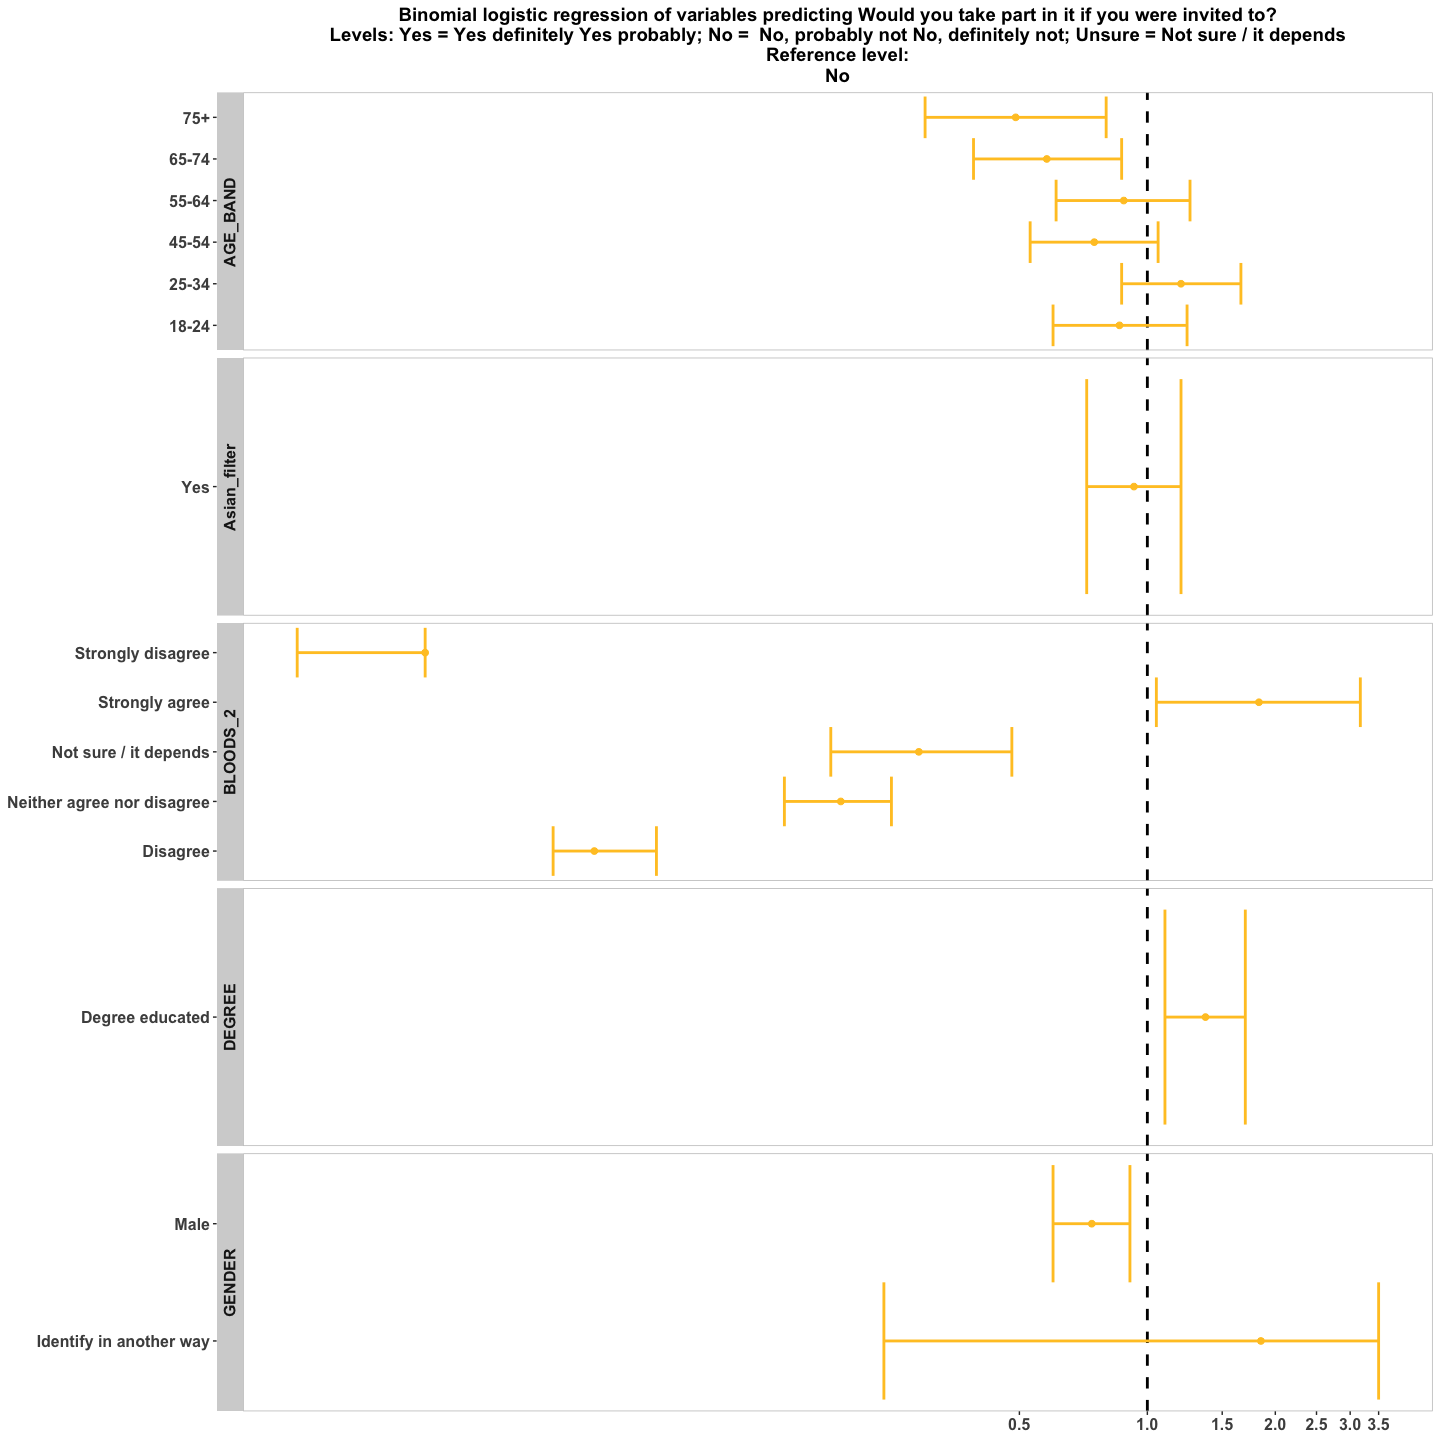 Binomial logistic regression of variables predicting Would you take part in it if you were invited to?
Levels: Yes = Yes definitely Yes probably; No =  No, probably not No, definitely not; Unsure = Not sure / it depends
Reference level:
No
AGE_BAND
75+
65-74
55-64
45-54
25-34
18-24
Asian_filter
Yes
BLOODS_2
Strongly disagree
Strongly agree
Not sure / it depends
Neither agree nor disagree
Disagree
DEGREE
Degree educated
GENDER
Male
Identify in another way
0.5 1.0 1.5 2.0 2.5 3.0 3.5